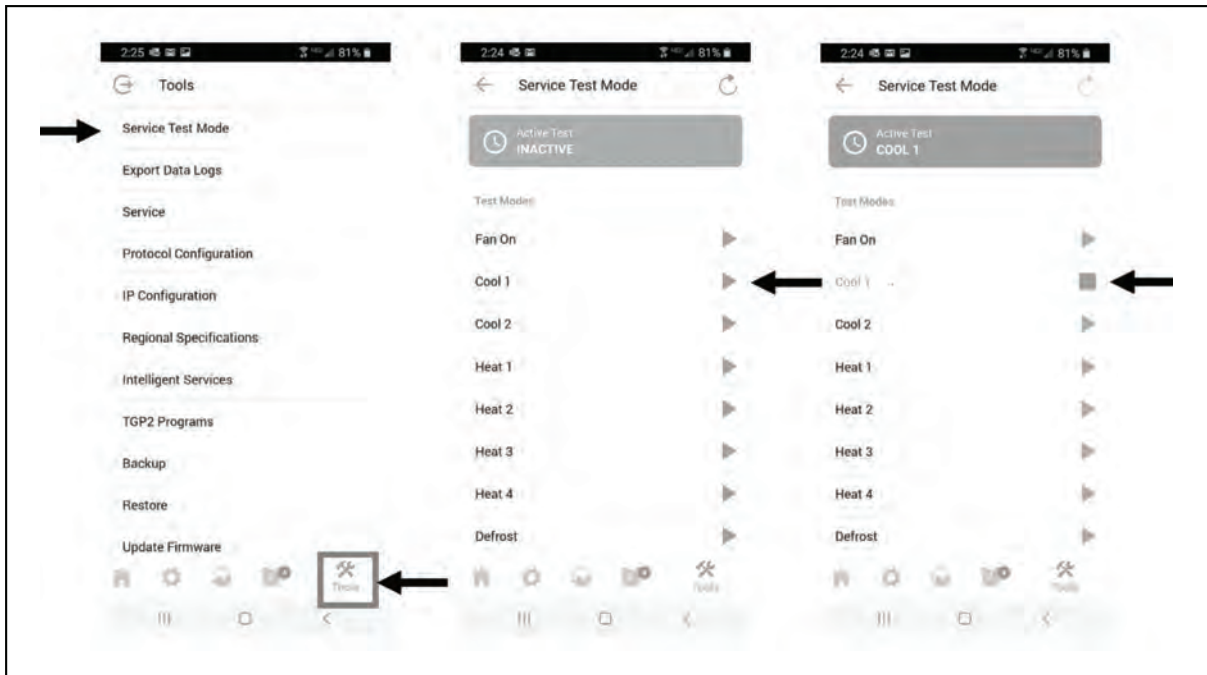 2:25
81%
Tools
Service Test Mode
Export Data Logs
Service
Protocol Configuration
IP Configuration
Regional Specifications
Intelligent Services
TGP2 Programs
Backup
Restore
Update Firmware
Tools
2:24
81%
Service Test Mode
Active Test
INACTIVE
Test Modes
Fan On
Cool 1
Cool 2
Heat 1
Heat 2
Heat 3
Heat 4
Defrost
Tools
2:24
81%
Service Test Mode
Active Test
COOL 1
Test Modes
Fan On
Cool 1
Cool 2
Heat 1
Heat 2
Heat 3
Heat 4
Defrost
Tools